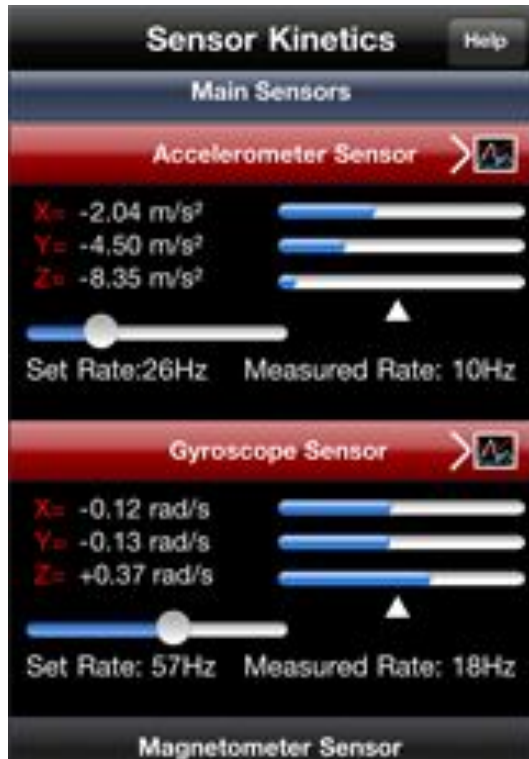 Sensor Kinetics Help
Main Sensors
Accelerometer Sensor
X= -2.04 m/s²
Y= -4.50 m/s²
Z= -8.35 m/s²
Set Rate:26Hz Measured Rate: 10Hz
Gyroscope Sensor
X= -0.12 rad/s
Y= -0.13 rad/s
Z= +0.37 rad/s
Set Rate: 57Hz Measured Rate: 18Hz
Magnetometer Sensor